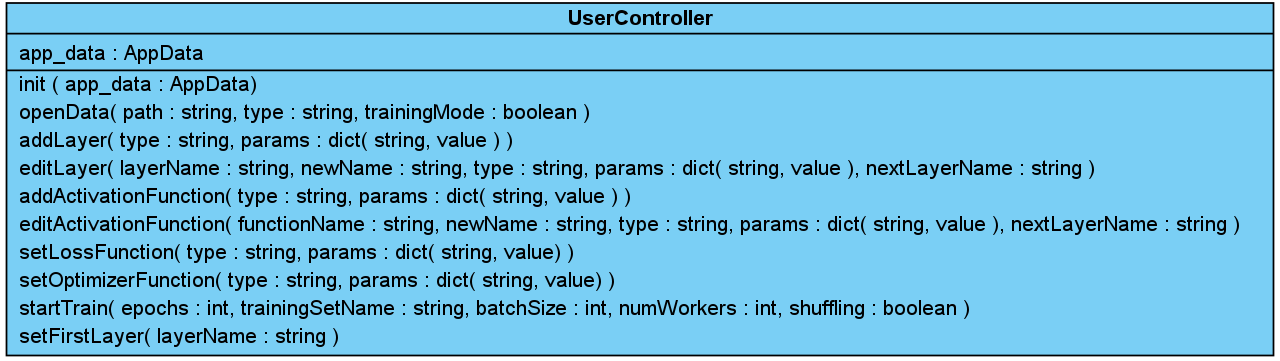 UserController
app_data : AppData
init ( app_data : AppData)
openData( path : string, type : string, trainingMode : boolean )
addLayer( type : string, params : dict( string, value ) )
editLayer( layerName : string, newName : string, type : string, params : dict( string, value ), nextLayerName : string )
addActivationFunction( type : string, params : dict( string, value ) )
editActivationFunction( functionName : string, newName : string, type : string, params : dict( string, value ), nextLayerName : string )
setLossFunction( type : string, params : dict( string, value) )
setOptimizerFunction( type : string, params : dict( string, value) )
startTrain( epochs : int, trainingSetName : string, batchSize : int, numWorkers : int, shuffling : boolean )
setFirstLayer( layerName : string )